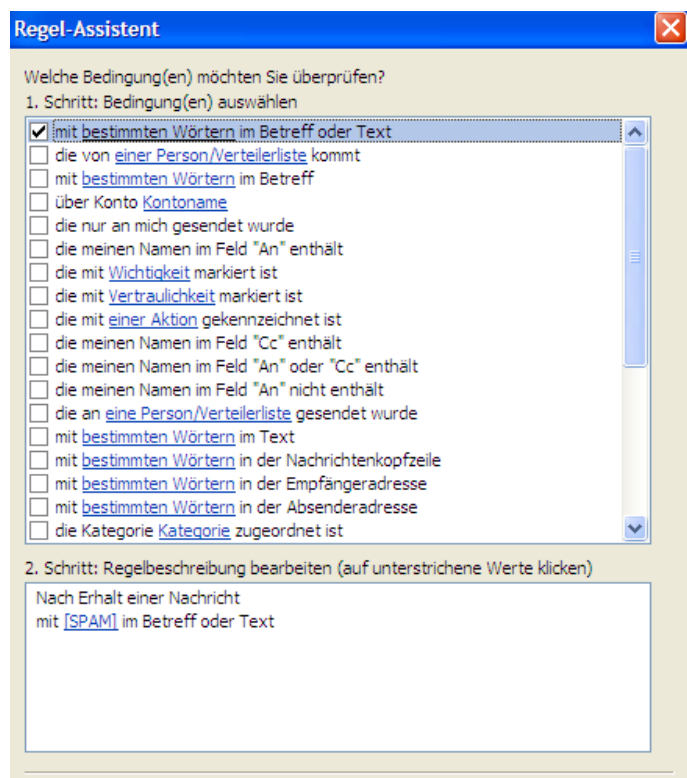 Regel-Assistent
Welche Bedingung(en) möchten Sie überprüfen?
1. Schritt: Bedingung(en) auswählen
mit bestimmten Wörtern im Betreff oder Text
die von einer Person/Verteilerliste kommt
mit bestimmten Wörtern im Betreff
über Konto Kontoname
die nur an mich gesendet wurde
die meinen Namen im Feld "An" enthält
die mit Wichtigkeit markiert ist
die mit Vertraulichkeit markiert ist
die mit einer Aktion gekennzeichnet ist
die meinen Namen im Feld "Cc" enthält
die meinen Namen im Feld "An" oder "Cc" enthält
die meinen Namen im Feld "An" nicht enthält
die an eine Person/Verteilerliste gesendet wurde
mit bestimmten Wörtern im Text
mit bestimmten Wörtern in der Nachrichtenkopfzeile
mit bestimmten Wörtern in der Empfängeradresse
mit bestimmten Wörtern in der Absenderadresse
die Kategorie Kategorie zugeordnet ist
2. Schritt: Regelbeschreibung bearbeiten (auf unterstrichene Werte klicken)
Nach Erhalt einer Nachricht
mit [SPAM] im Betreff oder Text